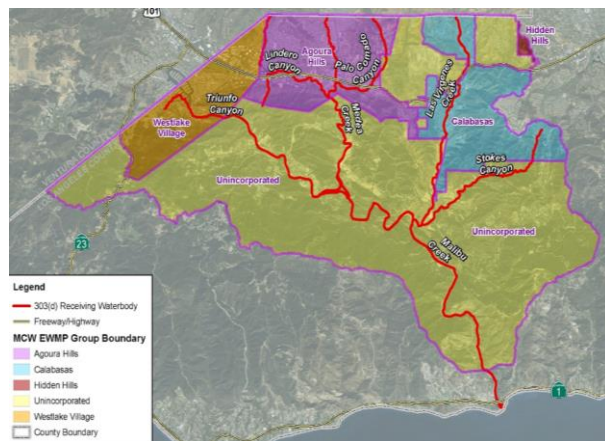 101
Hidden
Hills
Lindero
Canyon
Agoura
Hills
Palo Comado
Canyon
Las Virgenes
Creek
Triunfo
Canyon
Medea
Creek
Westlake
Village
Calabasas
Stokes
Canyon
Unincorporated
Unincorporated
23
Malibu
Creek
1
Legend
303(d) Receiving Waterbody
Freeway/Highway
MCW EWMP Group Boundary
Agoura Hills
Calabasas
Hidden Hills
Unincorporated
Westlake Village
County Boundary